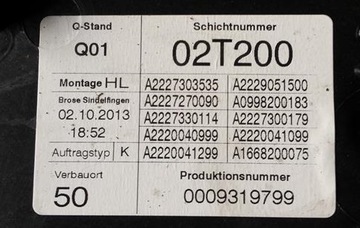 Q-Stand Schichtnummer
Q01 02T200
Montage HL A2227303535 A2229051500
Brose Sindelfingen A2227270090 A0998200183
02.10.2013 A2227330114 A2227300179
18:52 A2220040999 A2220041099
Auftragstyp K A2220041299 A1668200075
Verbauort Produktionsnummer
50 0009319799